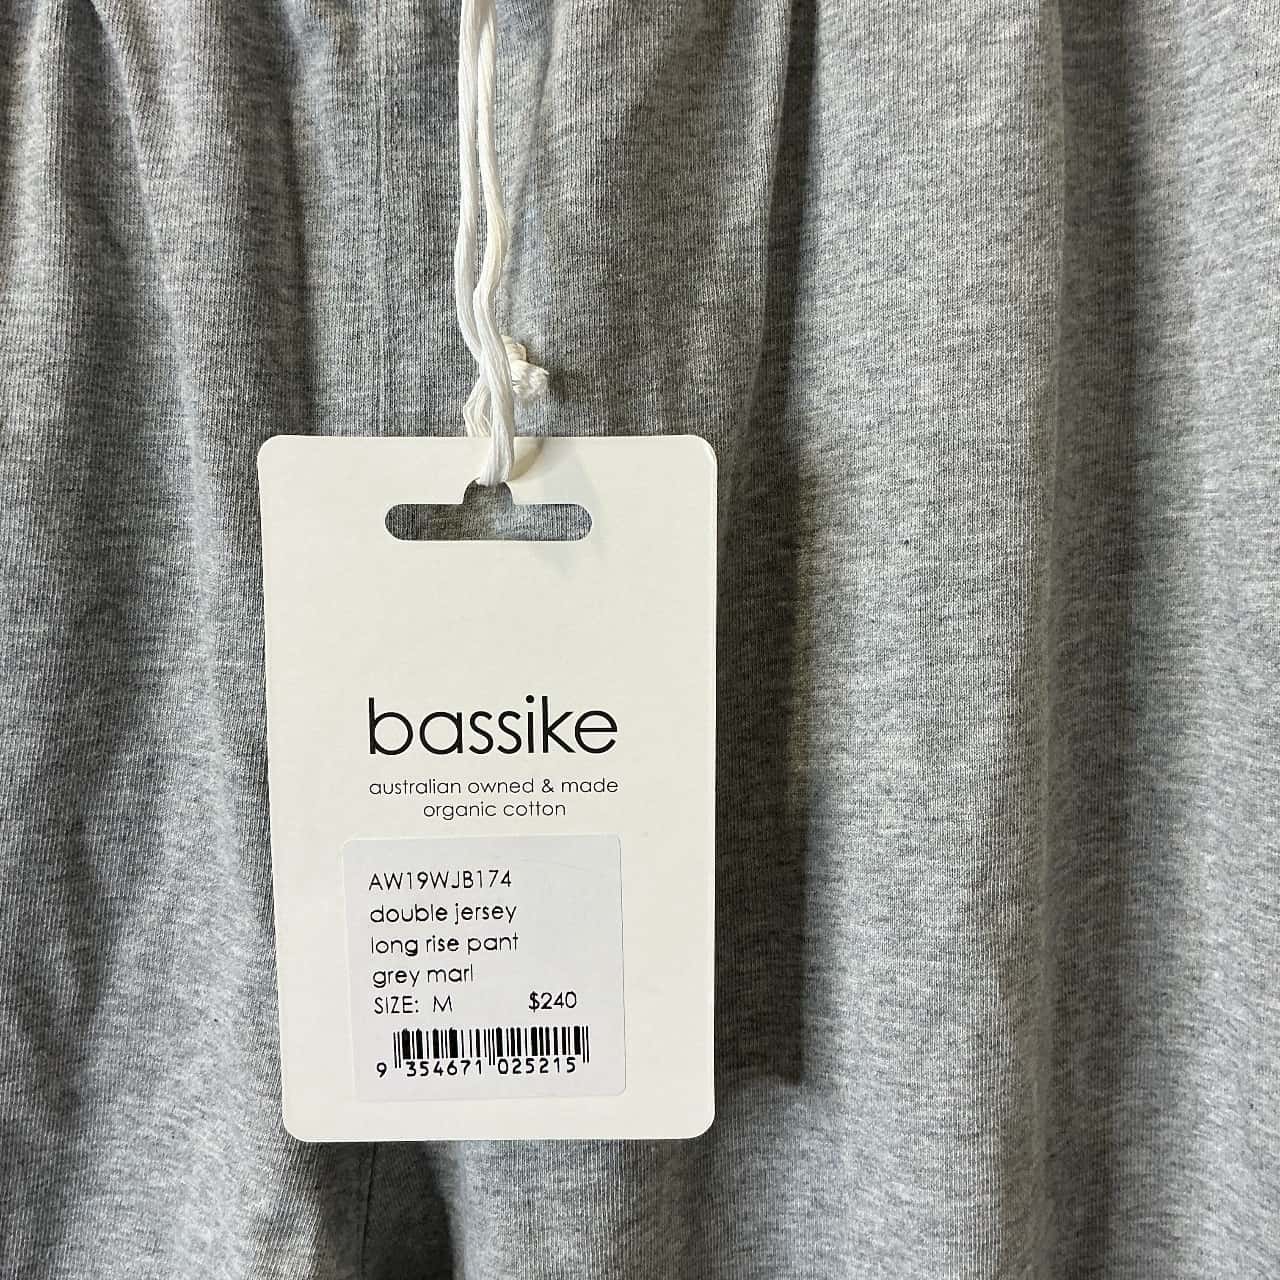 bassike
australian owned & made
organic cotton
AW19WJB174
double jersey
long rise pant
grey marl
SIZE: M $240
9 354671 025215